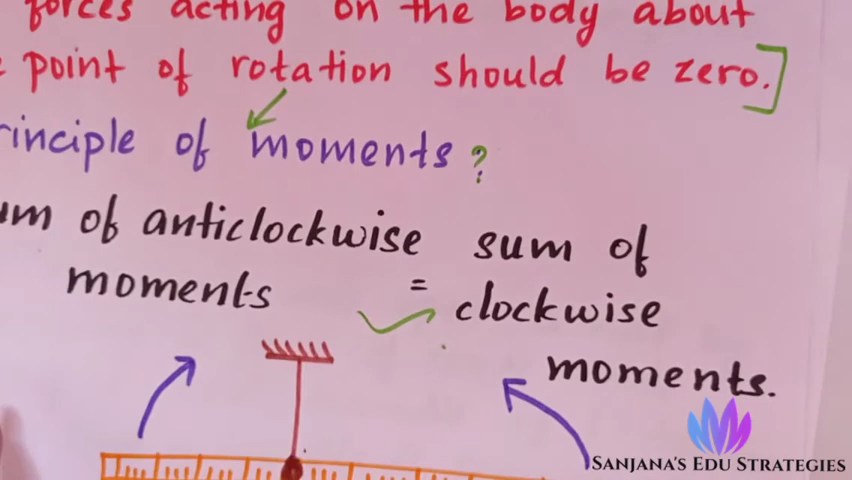 forces acting on the body about
point of rotation should be zero.]
rinciple of moments?
um of anticlockwise sum of
moments = clockwise
moments.
SANJANA'S EDU STRATEGIES